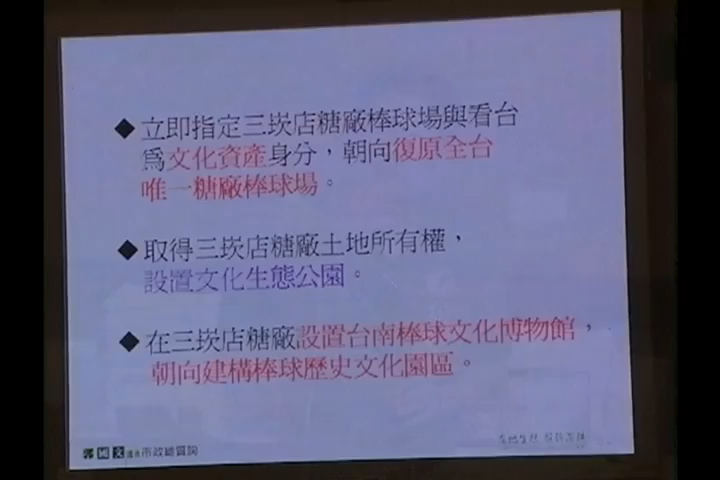 ◆立即指定三崁店糖廠棒球場與看台
為文化資產身分，朝向復原全台
唯一糖廠棒球場。
◆取得三崁店糖廠土地所有權，
設置文化生態公園。
◆在三崁店糖廠設置台南棒球文化博物館，
朝向建構棒球歷史文化園區。
國文議員市政總質詢